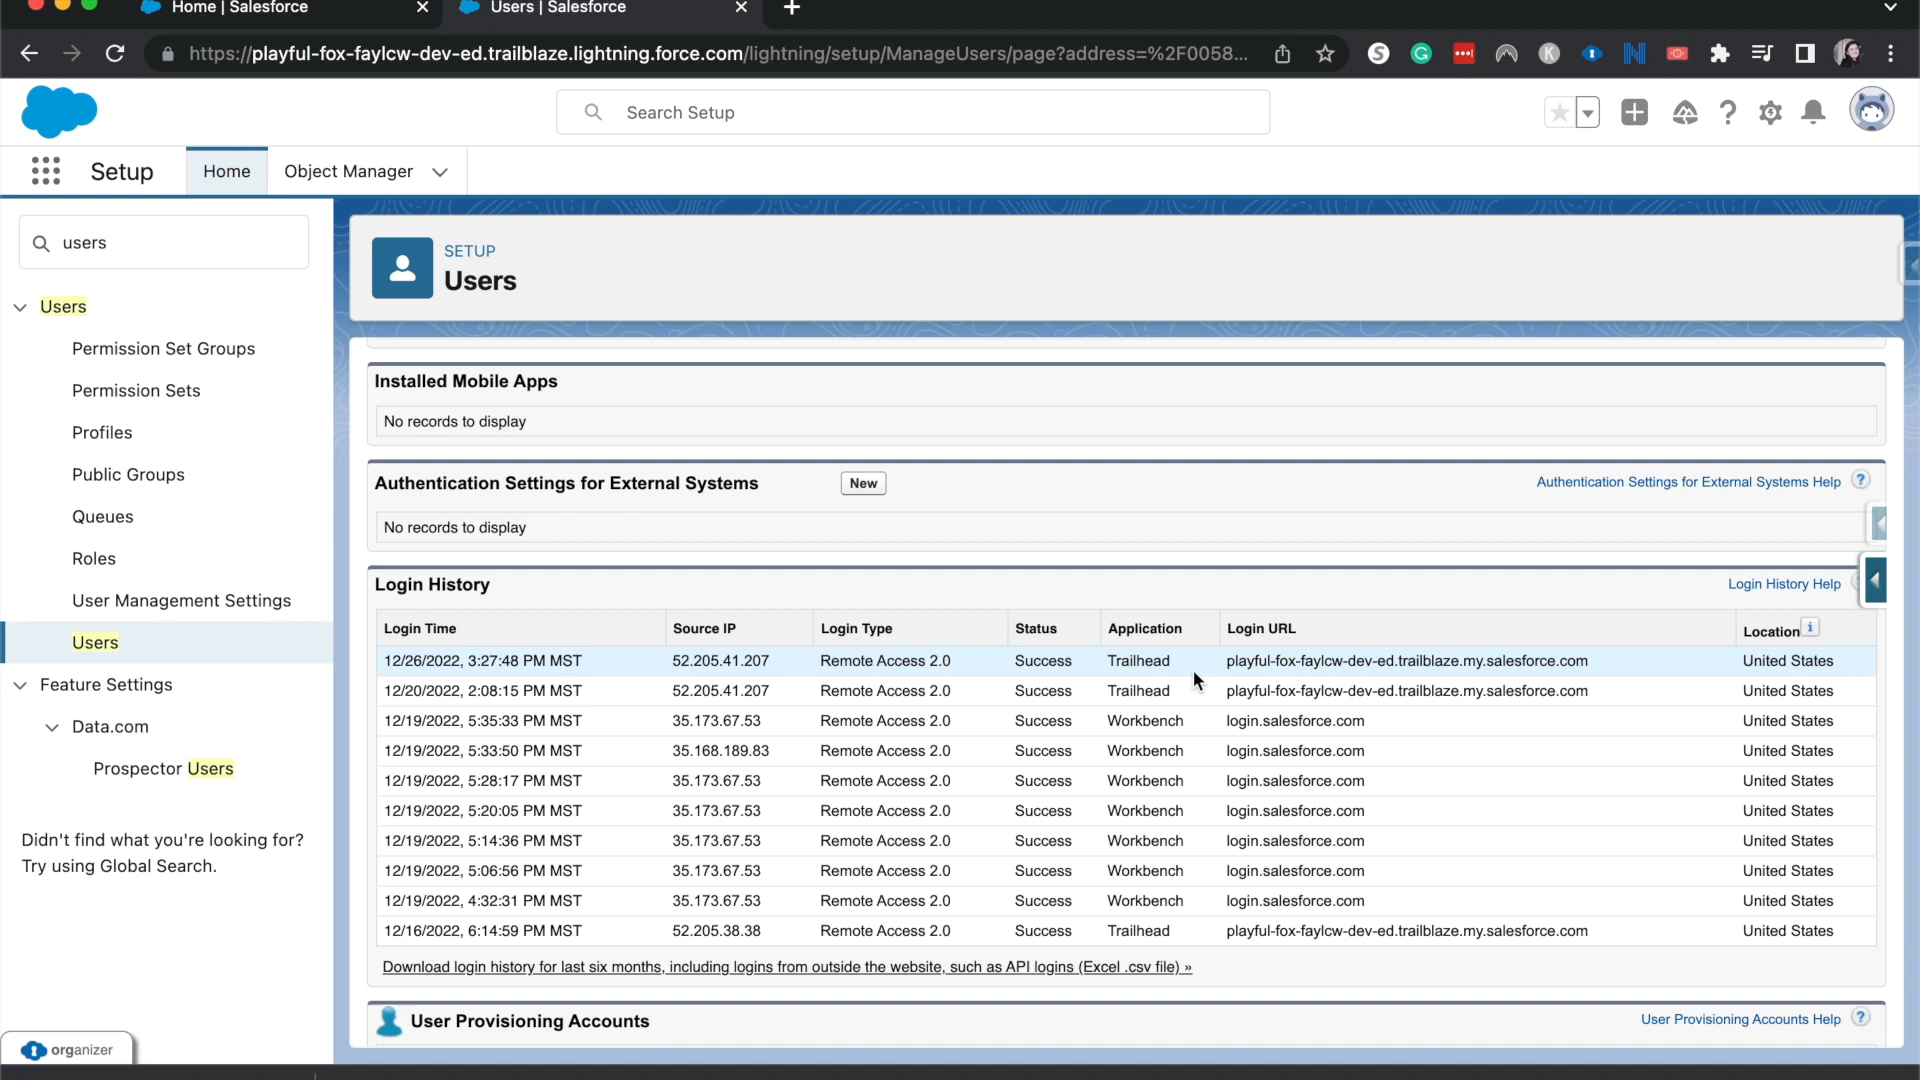 Home | Salesforce
Users | Salesforce
https://playful-fox-faylcw-dev-ed.trailblaze.lightning.force.com/lightning/setup/ManageUsers/page?address=%2F0058...
Search Setup
Setup
Home
Object Manager
users
Users
Permission Set Groups
Permission Sets
Profiles
Public Groups
Queues
Roles
User Management Settings
Users
Feature Settings
Data.com
Prospector Users
Didn't find what you're looking for?
Try using Global Search.
organizer
SETUP
Users
Installed Mobile Apps
No records to display
Authentication Settings for External Systems New Authentication Settings for External Systems Help ?
No records to display
Login History Login History Help
Login Time Source IP Login Type Status Application Login URL Location i
12/26/2022, 3:27:48 PM MST 52.205.41.207 Remote Access 2.0 Success Trailhead playful-fox-faylcw-dev-ed.trailblaze.my.salesforce.com United States
12/20/2022, 2:08:15 PM MST 52.205.41.207 Remote Access 2.0 Success Trailhead playful-fox-faylcw-dev-ed.trailblaze.my.salesforce.com United States
12/19/2022, 5:35:33 PM MST 35.173.67.53 Remote Access 2.0 Success Workbench login.salesforce.com United States
12/19/2022, 5:33:50 PM MST 35.168.189.83 Remote Access 2.0 Success Workbench login.salesforce.com United States
12/19/2022, 5:28:17 PM MST 35.173.67.53 Remote Access 2.0 Success Workbench login.salesforce.com United States
12/19/2022, 5:20:05 PM MST 35.173.67.53 Remote Access 2.0 Success Workbench login.salesforce.com United States
12/19/2022, 5:14:36 PM MST 35.173.67.53 Remote Access 2.0 Success Workbench login.salesforce.com United States
12/19/2022, 5:06:56 PM MST 35.173.67.53 Remote Access 2.0 Success Workbench login.salesforce.com United States
12/19/2022, 4:32:31 PM MST 35.173.67.53 Remote Access 2.0 Success Workbench login.salesforce.com United States
12/16/2022, 6:14:59 PM MST 52.205.38.38 Remote Access 2.0 Success Trailhead playful-fox-faylcw-dev-ed.trailblaze.my.salesforce.com United States
Download login history for last six months, including logins from outside the website, such as API logins (Excel .csv file) »
User Provisioning Accounts User Provisioning Accounts Help ?